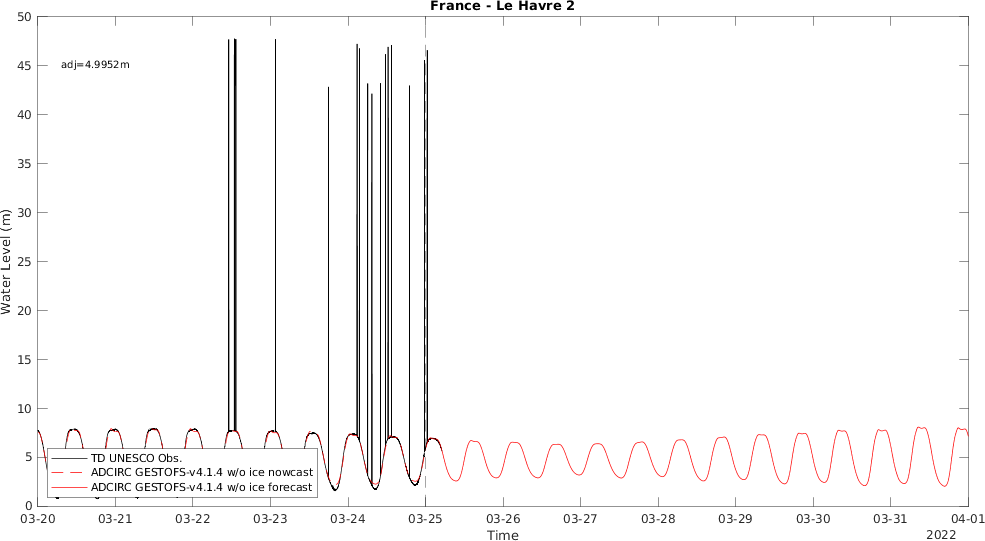 France - Le Havre 2
50
45
40
35
30
25
20
15
10
5
0
Water Level (m)
adj=4.9952m
TD UNESCO Obs.
ADCIRC GESTOFS-v4.1.4 w/o ice nowcast
ADCIRC GESTOFS-v4.1.4 w/o ice forecast
03-20 03-21 03-22 03-23 03-24 03-25 03-26 03-27 03-28 03-29 03-30 03-31 04-01
Time
2022